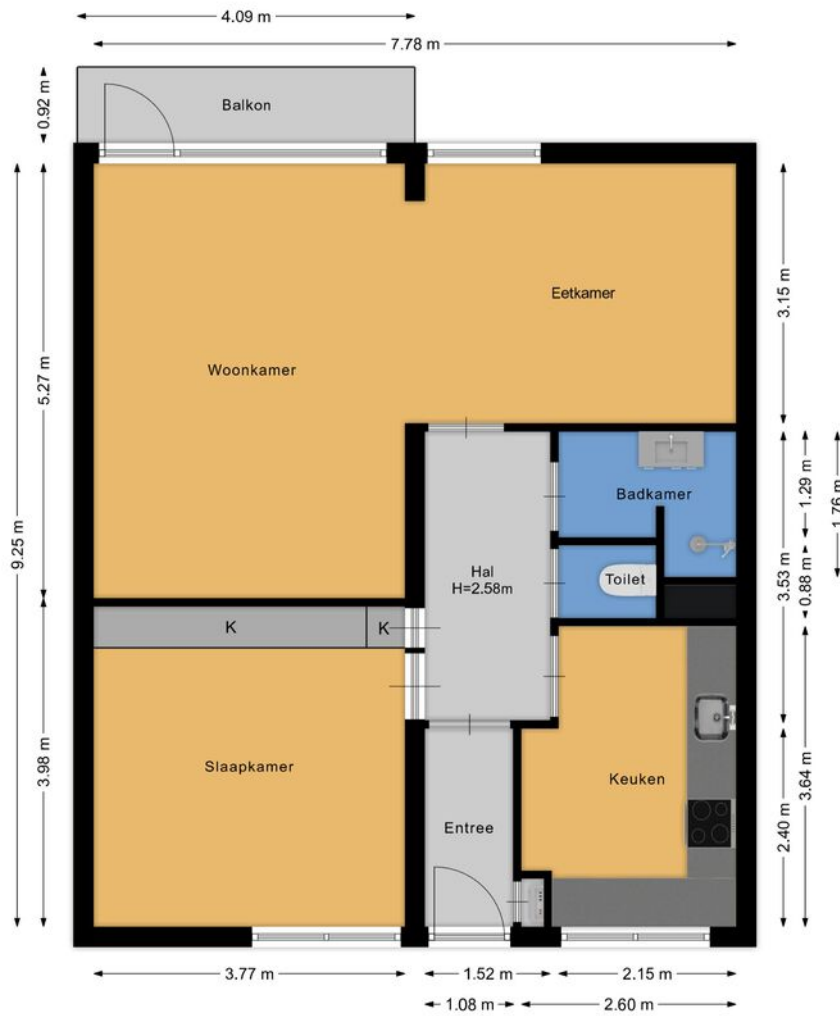 4.09 m
7.78 m
0.92 m
Balkon
Eetkamer
3.15 m
Woonkamer
5.27 m
9.25 m
1.29 m
1.76 m
Badkamer
3.53 m
Hal
H=2.58m
Toilet
0.88 m
K
K
Slaapkamer
3.98 m
Keuken
3.64 m
Entree
2.40 m
3.77 m
1.52 m
2.15 m
1.08 m
2.60 m